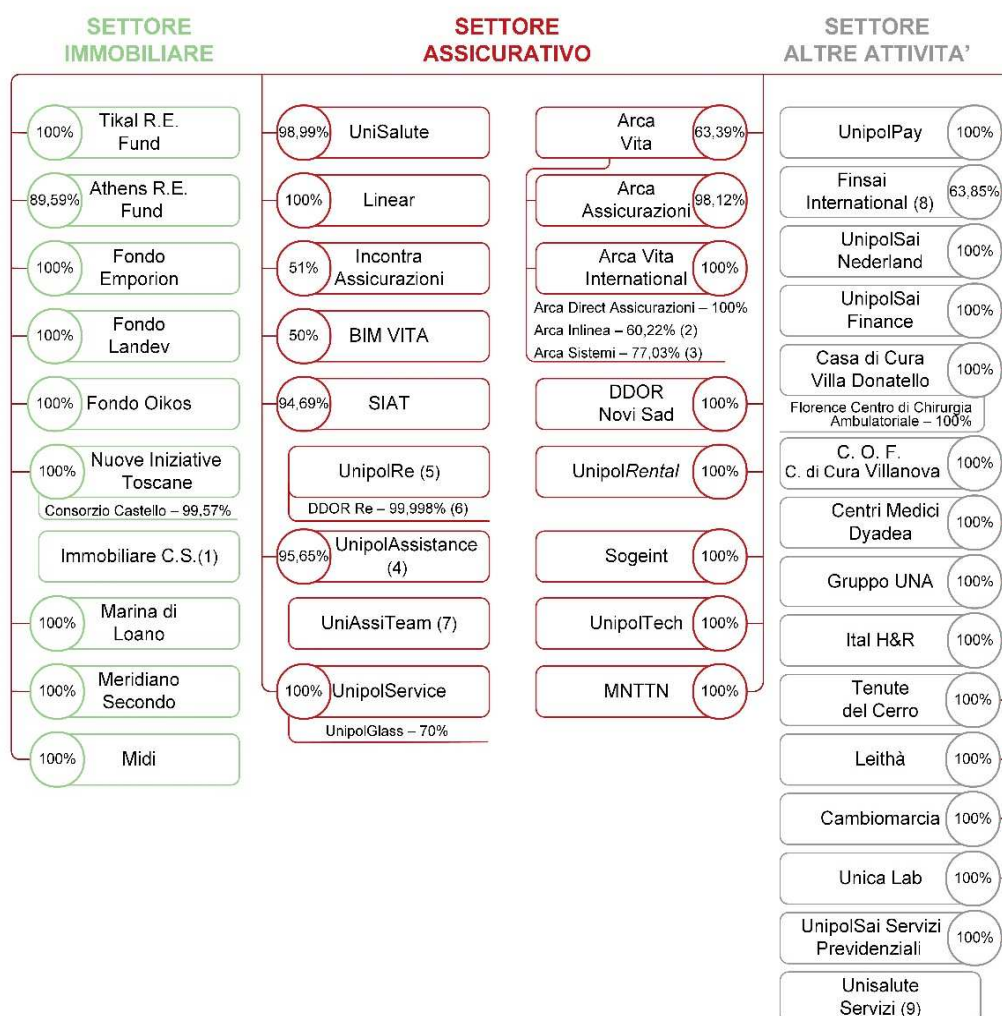 SETTORE
IMMOBILIARE
100%
Tikal R.E.
Fund
89,59%
Athens R.E.
Fund
100%
Fondo
Emporion
100%
Fondo
Landev
100%
Fondo Oikos
100%
Nuove Iniziative
Toscane
Consorzio Castello – 99,57%
Immobiliare C.S.(1)
100%
Marina di
Loano
100%
Meridiano
Secondo
100%
Midi
SETTORE
ASSICURATIVO
98,99%
UniSalute
100%
Linear
51%
Incontra
Assicurazioni
50%
BIM VITA
94,69%
SIAT
UnipolRe (5)
DDOR Re – 99,998% (6)
95,65%
UnipolAssistance
(4)
UniAssiTeam (7)
100%
UnipolService
UnipolGlass – 70%
Arca
Vita
63,39%
Arca
Assicurazioni
98,12%
Arca Vita
International
100%
Arca Direct Assicurazioni – 100%
Arca Inlinea – 60,22% (2)
Arca Sistemi – 77,03% (3)
DDOR
Novi Sad
100%
UnipolRental
100%
Sogeint
100%
UnipolTech
100%
MNTTN
100%
SETTORE
ALTRE ATTIVITA’
UnipolPay
100%
Finsai
International (8)
63,85%
UnipolSai
Nederland
100%
UnipolSai
Finance
100%
Casa di Cura
Villa Donatello
100%
Florence Centro di Chirurgia
Ambulatoriale – 100%
C. O. F.
C. di Cura Villanova
100%
Centri Medici
Dyadea
100%
Gruppo UNA
100%
Ital H&R
100%
Tenute
del Cerro
100%
Leithà
100%
Cambiomarcia
100%
Unica Lab
100%
UnipolSai Servizi
Previdenziali
100%
Unisalute
Servizi (9)